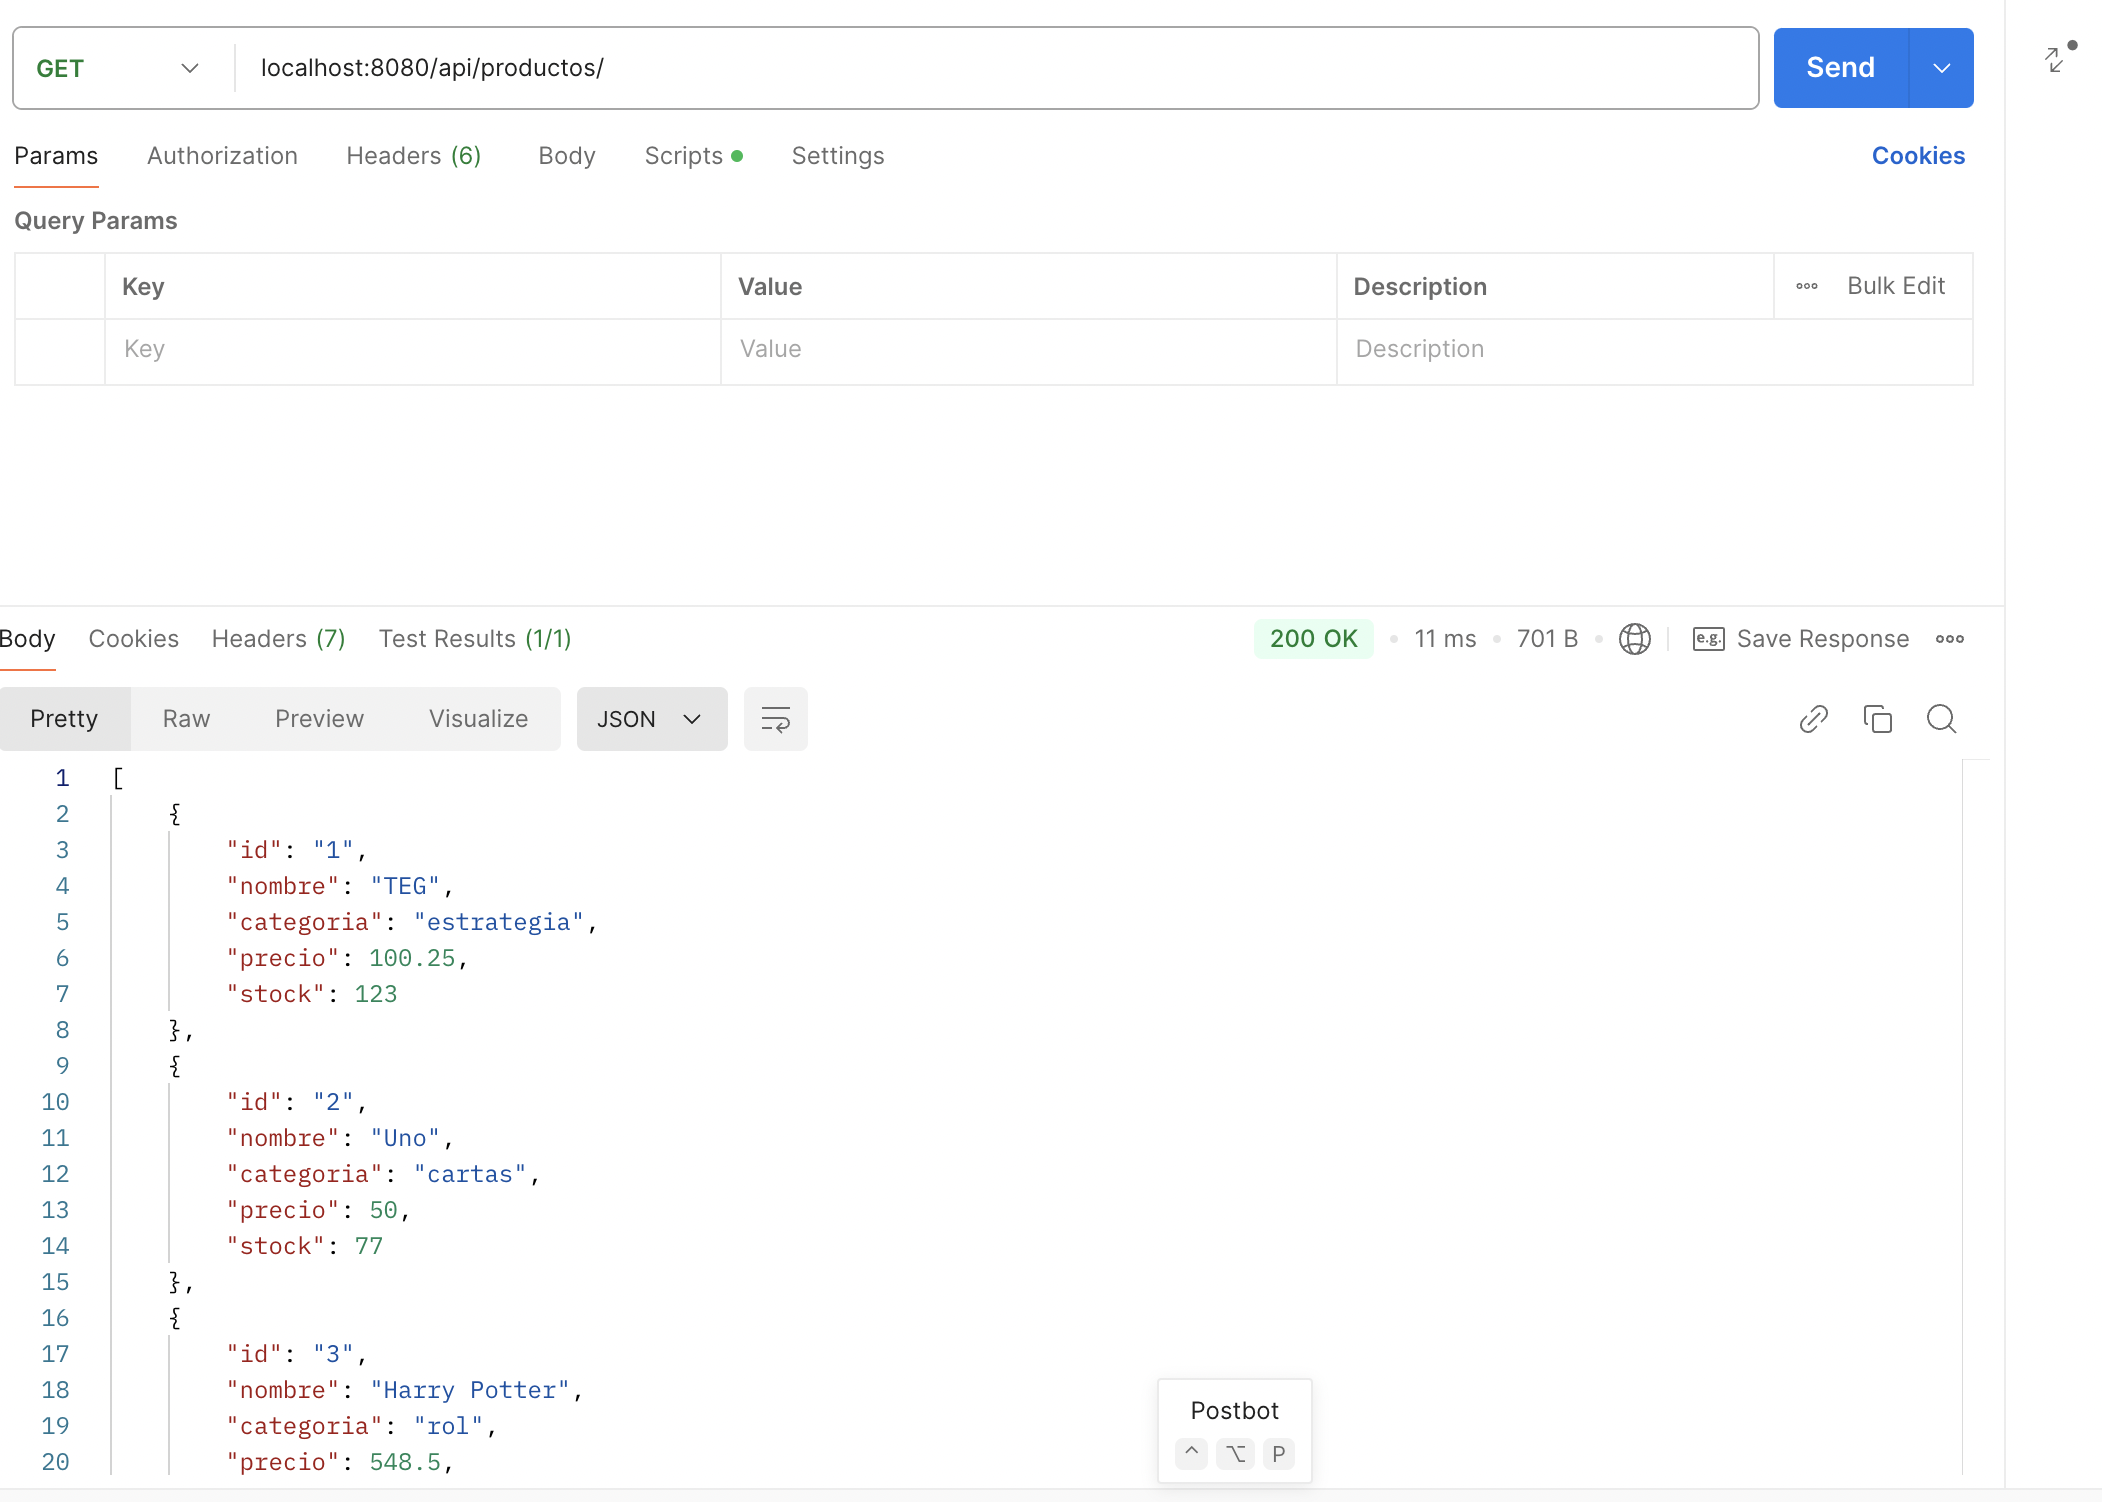 GET localhost:8080/api/productos/ Send
Params Authorization Headers (6) Body Scripts Settings Cookies
Query Params
Key Value Description Bulk Edit
Key Value Description
Body Cookies Headers (7) Test Results (1/1) 200 OK 11 ms 701 B e.g. Save Response
Pretty Raw Preview Visualize JSON
1 [
2 {
3 "id": "1",
4 "nombre": "TEG",
5 "categoria": "estrategia",
6 "precio": 100.25,
7 "stock": 123
8 },
9 {
10 "id": "2",
11 "nombre": "Uno",
12 "categoria": "cartas",
13 "precio": 50,
14 "stock": 77
15 },
16 {
17 "id": "3",
18 "nombre": "Harry Potter",
19 "categoria": "rol",
20 "precio": 548.5,
Postbot
^ ⌥ P